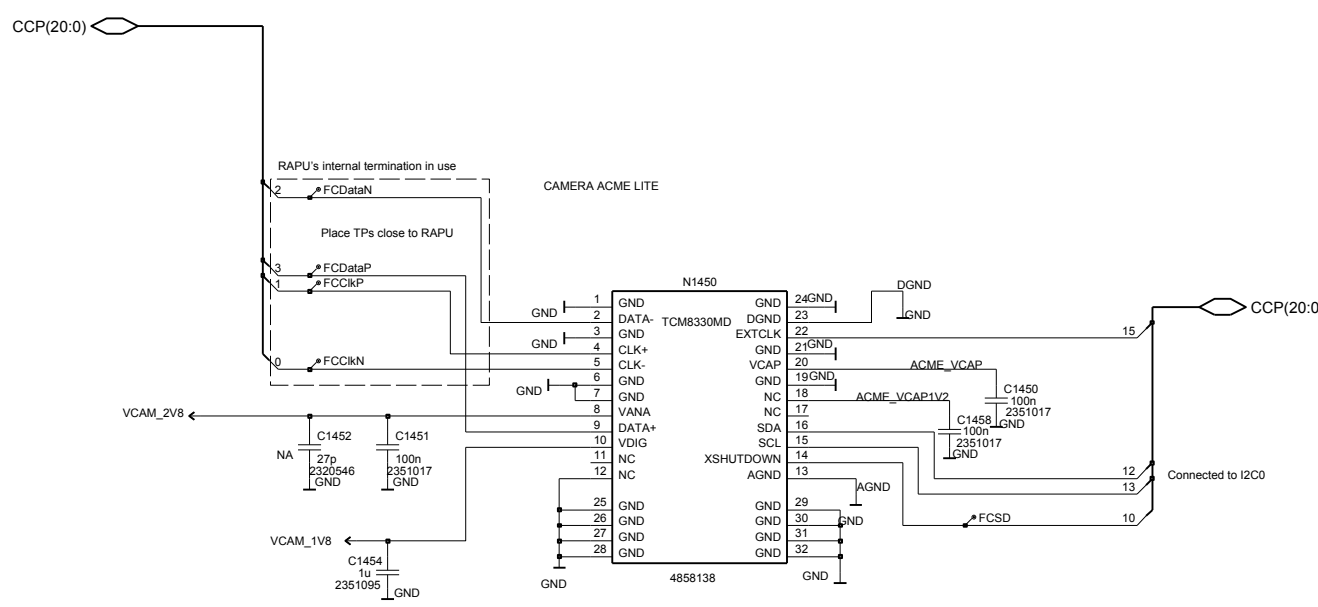 CCP(20:0)
RAPU's internal termination in use
2 FCDataN
CAMERA ACME LITE
Place TPs close to RAPU
3 FCDataP
1 FCClkP
0 FCClkN
N1450
TCM8330MD
GND 1 GND
2 DATA-
GND 3 GND
4 CLK+
5 CLK-
GND 6 GND
7 GND
VCAM_2V8 8 VANA
9 DATA+
10 VDIG
11 NC
12 NC
25 GND
26 GND
27 GND
28 GND
GND
GND 24 GND
DGND 23 DGND
GND
EXTCLK 22 15
GND 21 GND
VCAP 20 ACME_VCAP
GND 19 GND
NC 18 ACME_VCAP1V2
NC 17
SDA 16 12
SCL 15 13
XSHUTDOWN 14 FCSD 10
AGND 13 AGND
GND 29
GND 30 GND
GND 31
GND 32
GND
4858138
C1450
100n
2351017
GND
C1458
100n
2351017
GND
CCP(20:0
Connected to I2C0
NA
C1452
27p
2320546
GND
C1451
100n
2351017
GND
VCAM_1V8
C1454
1u
2351095
GND